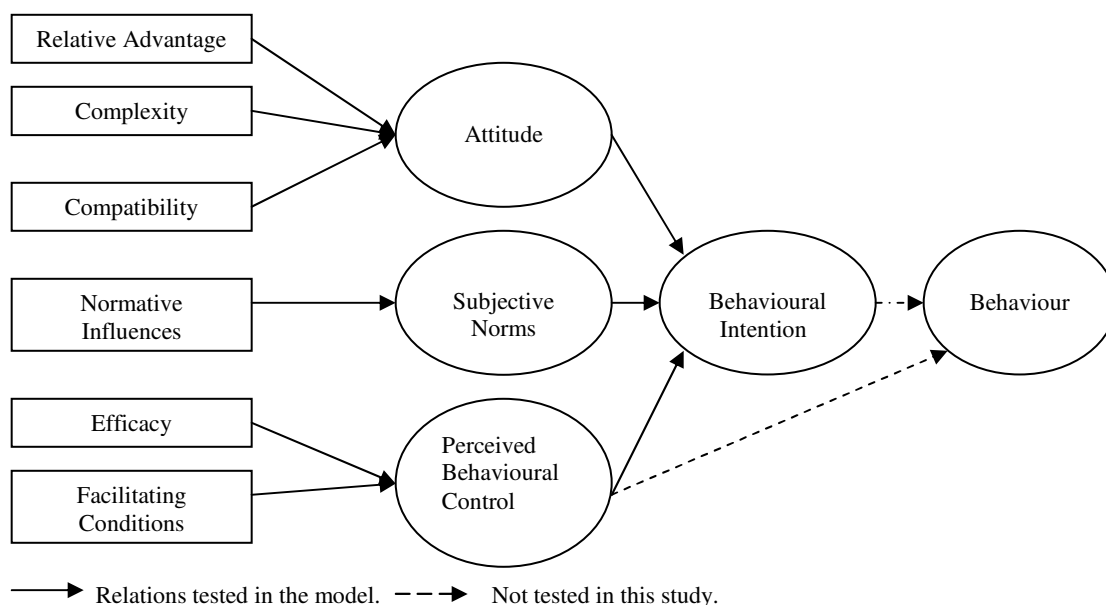 Relative Advantage
Complexity
Compatibility
Normative
Influences
Efficacy
Facilitating
Conditions
Attitude
Subjective
Norms
Perceived
Behavioural
Control
Behavioural
Intention
Behaviour
Relations tested in the model.
Not tested in this study.